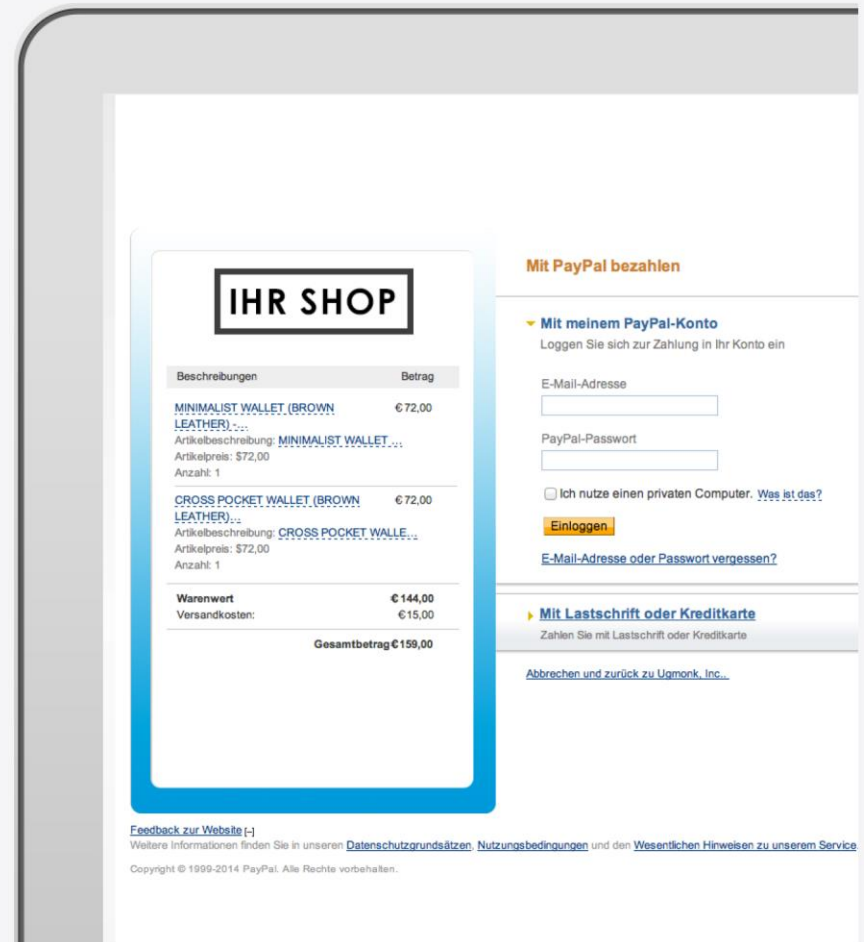 IHR SHOP
Beschreibungen Betrag
MINIMALIST WALLET (BROWN €72,00
LEATHER) -...
Artikelbeschreibung: MINIMALIST WALLET ...
Artikelpreis: $72,00
Anzahl: 1
CROSS POCKET WALLET (BROWN €72,00
LEATHER)...
Artikelbeschreibung: CROSS POCKET WALLE...
Artikelpreis: $72,00
Anzahl: 1
Warenwert €144,00
Versandkosten: €15,00
Gesamtbetrag €159,00
Mit PayPal bezahlen
Mit meinem PayPal-Konto
Loggen Sie sich zur Zahlung in Ihr Konto ein
E-Mail-Adresse
PayPal-Passwort
Ich nutze einen privaten Computer. Was ist das?
Einloggen
E-Mail-Adresse oder Passwort vergessen?
Mit Lastschrift oder Kreditkarte
Zahlen Sie mit Lastschrift oder Kreditkarte
Abbrechen und zurück zu Ugmonk, Inc..
Feedback zur Website [–]
Weitere Informationen finden Sie in unseren Datenschutzgrundsätzen, Nutzungsbedingungen und den Wesentlichen Hinweisen zu unserem Service
Copyright © 1999-2014 PayPal. Alle Rechte vorbehalten.